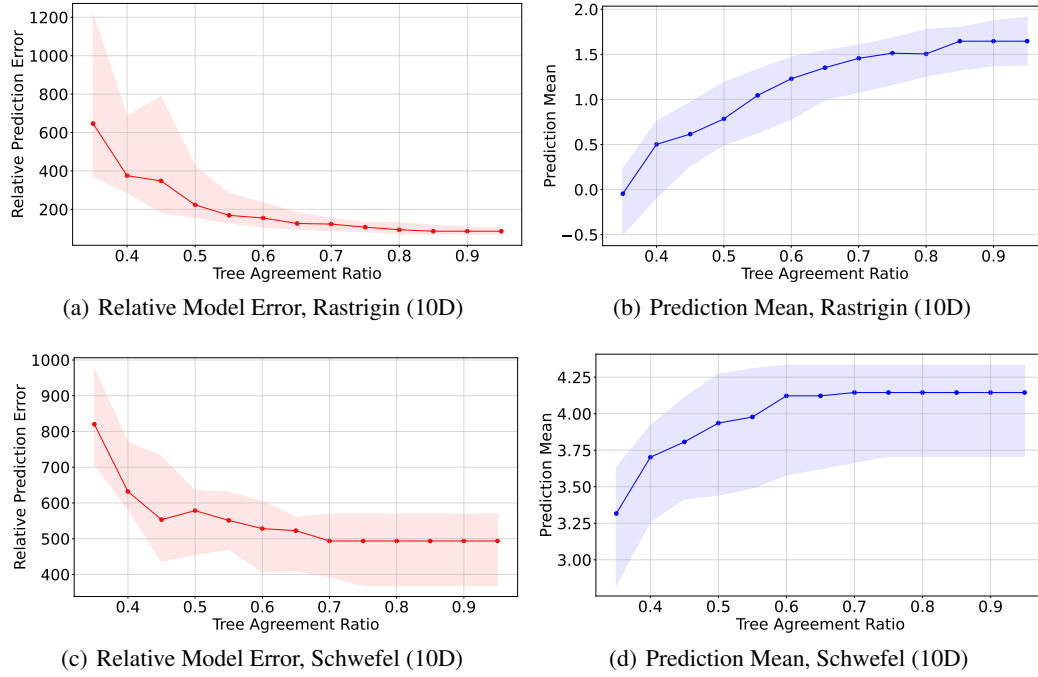 1200
1000
800
600
400
200
0.4 0.5 0.6 0.7 0.8 0.9
Relative Prediction Error
Tree Agreement Ratio
(a) Relative Model Error, Rastrigin (10D)
2.0
1.5
1.0
0.5
0.0
−0.5
0.4 0.5 0.6 0.7 0.8 0.9
Prediction Mean
Tree Agreement Ratio
(b) Prediction Mean, Rastrigin (10D)
1000
900
800
700
600
500
400
0.4 0.5 0.6 0.7 0.8 0.9
Relative Prediction Error
Tree Agreement Ratio
(c) Relative Model Error, Schwefel (10D)
4.25
4.00
3.75
3.50
3.25
3.00
0.4 0.5 0.6 0.7 0.8 0.9
Prediction Mean
Tree Agreement Ratio
(d) Prediction Mean, Schwefel (10D)